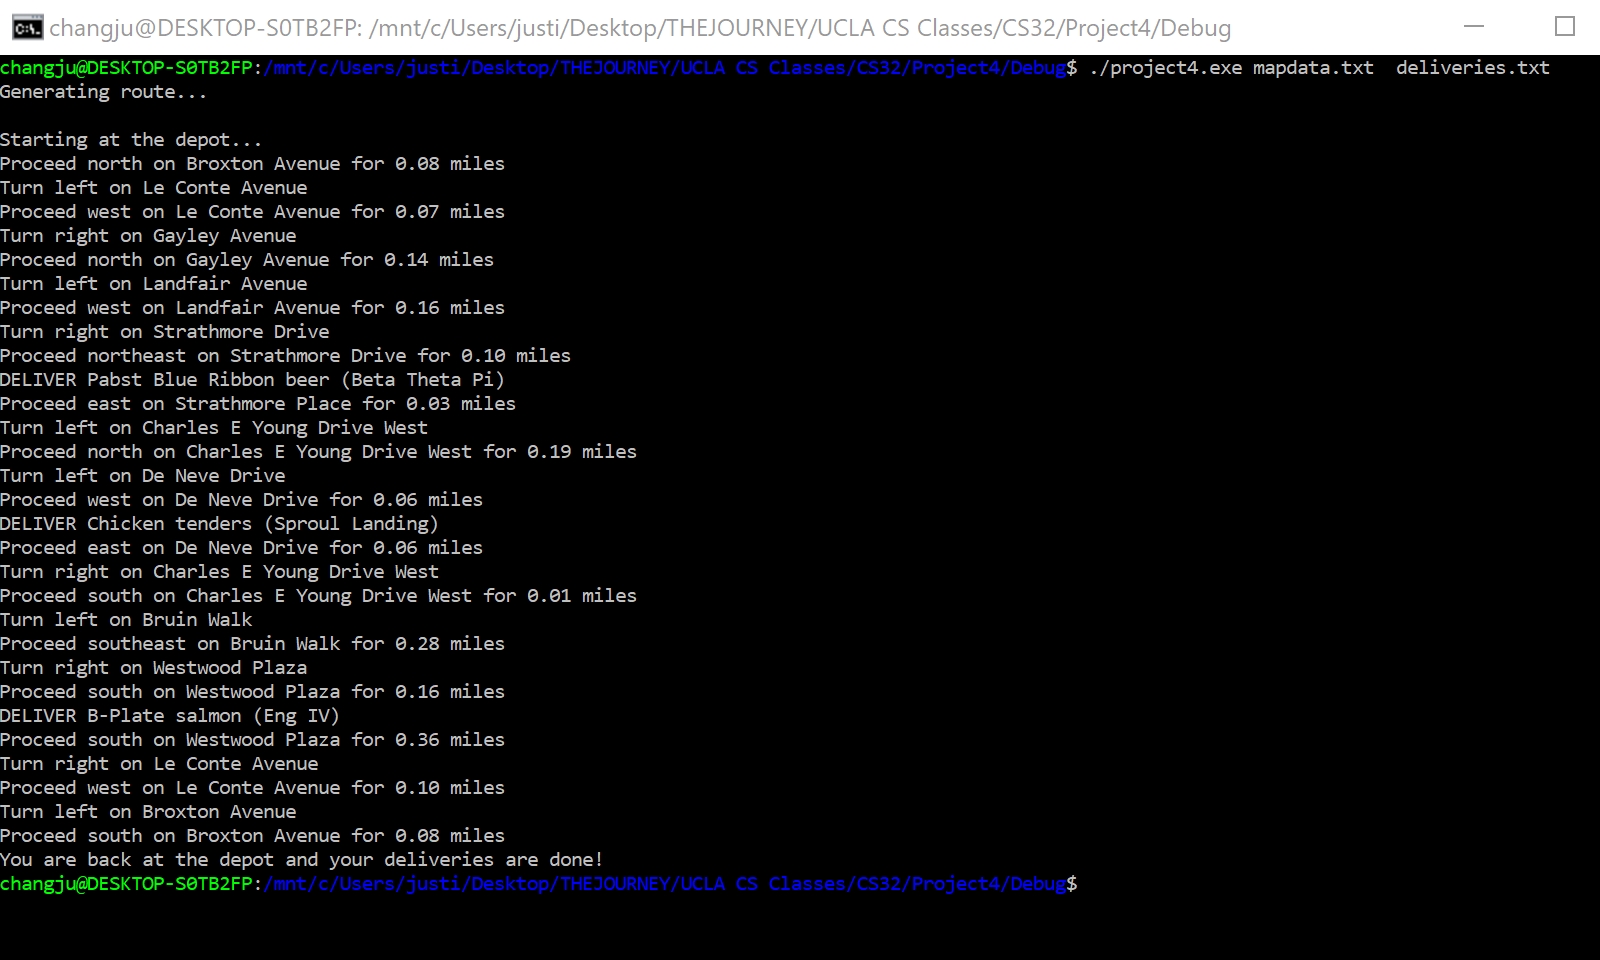 changju@DESKTOP-S0TB2FP: /mnt/c/Users/justi/Desktop/THEJOURNEY/UCLA CS Classes/CS32/Project4/Debug
changju@DESKTOP-S0TB2FP:/mnt/c/Users/justi/Desktop/THEJOURNEY/UCLA CS Classes/CS32/Project4/Debug$ ./project4.exe mapdata.txt  deliveries.txt
Generating route...

Starting at the depot...
Proceed north on Broxton Avenue for 0.08 miles
Turn left on Le Conte Avenue
Proceed west on Le Conte Avenue for 0.07 miles
Turn right on Gayley Avenue
Proceed north on Gayley Avenue for 0.14 miles
Turn left on Landfair Avenue
Proceed west on Landfair Avenue for 0.16 miles
Turn right on Strathmore Drive
Proceed northeast on Strathmore Drive for 0.10 miles
DELIVER Pabst Blue Ribbon beer (Beta Theta Pi)
Proceed east on Strathmore Place for 0.03 miles
Turn left on Charles E Young Drive West
Proceed north on Charles E Young Drive West for 0.19 miles
Turn left on De Neve Drive
Proceed west on De Neve Drive for 0.06 miles
DELIVER Chicken tenders (Sproul Landing)
Proceed east on De Neve Drive for 0.06 miles
Turn right on Charles E Young Drive West
Proceed south on Charles E Young Drive West for 0.01 miles
Turn left on Bruin Walk
Proceed southeast on Bruin Walk for 0.28 miles
Turn right on Westwood Plaza
Proceed south on Westwood Plaza for 0.16 miles
DELIVER B-Plate salmon (Eng IV)
Proceed south on Westwood Plaza for 0.36 miles
Turn right on Le Conte Avenue
Proceed west on Le Conte Avenue for 0.10 miles
Turn left on Broxton Avenue
Proceed south on Broxton Avenue for 0.08 miles
You are back at the depot and your deliveries are done!
changju@DESKTOP-S0TB2FP:/mnt/c/Users/justi/Desktop/THEJOURNEY/UCLA CS Classes/CS32/Project4/Debug$